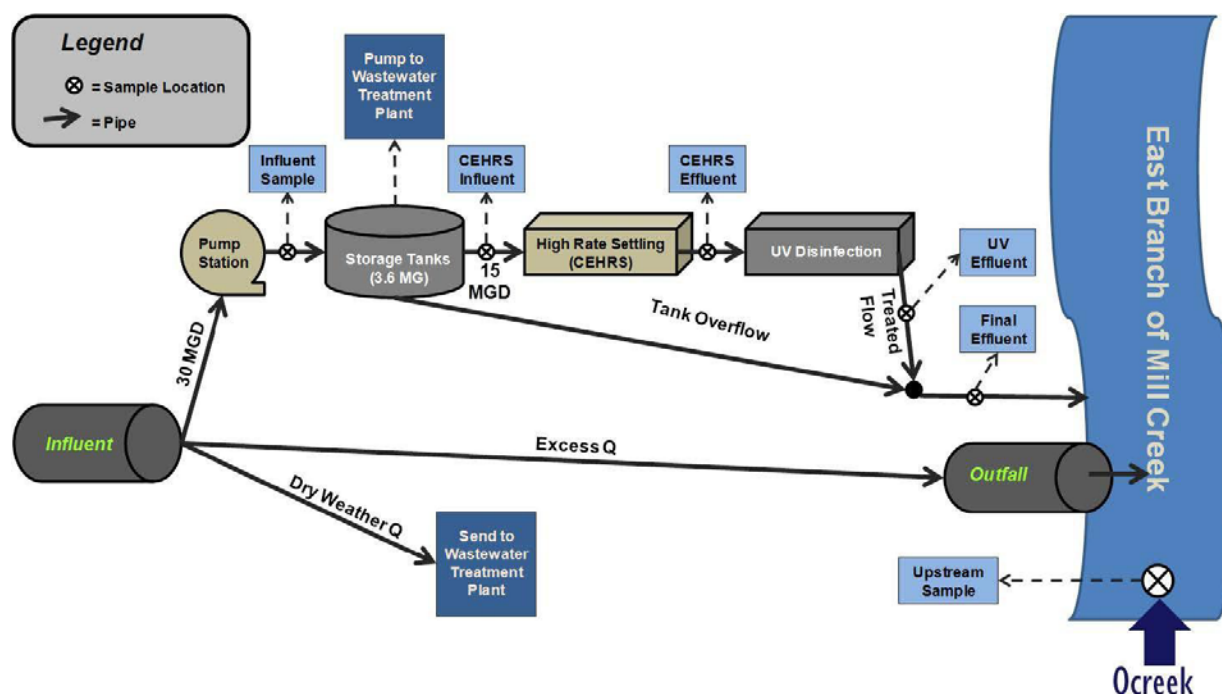 Legend
= Sample Location
= Pipe
Pump to
Wastewater
Treatment
Plant
Influent
Sample
CEHRS
Influent
CEHRS
Effluent
Pump
Station
Storage Tanks
(3.6 MG)
15
MGD
High Rate Settling
(CEHRS)
UV Disinfection
UV
Effluent
Treated
Flow
Final
Effluent
Tank Overflow
30 MGD
Influent
Excess Q
Dry Weather Q
Outfall
Send to
Wastewater
Treatment
Plant
Upstream
Sample
East Branch of Mill Creek
Ocreek